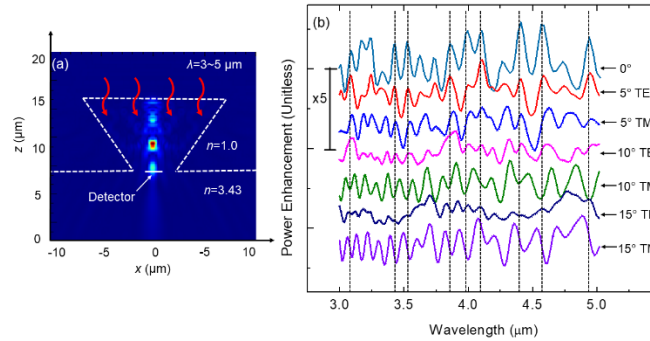 (a)
λ=3~5 μm
n=1.0
n=3.43
Detector
z (μm)
20
20
15
10
5
0
-10
-5
0
-5
10
x (μm)
(b)
Power Enhancement (Unitless)
x5
0°
5° TE
5° TM
10° TE
10° TM
15° TE
15° TM
3.0
3.5
4.0
4.5
5.0
Wavelength (μm)